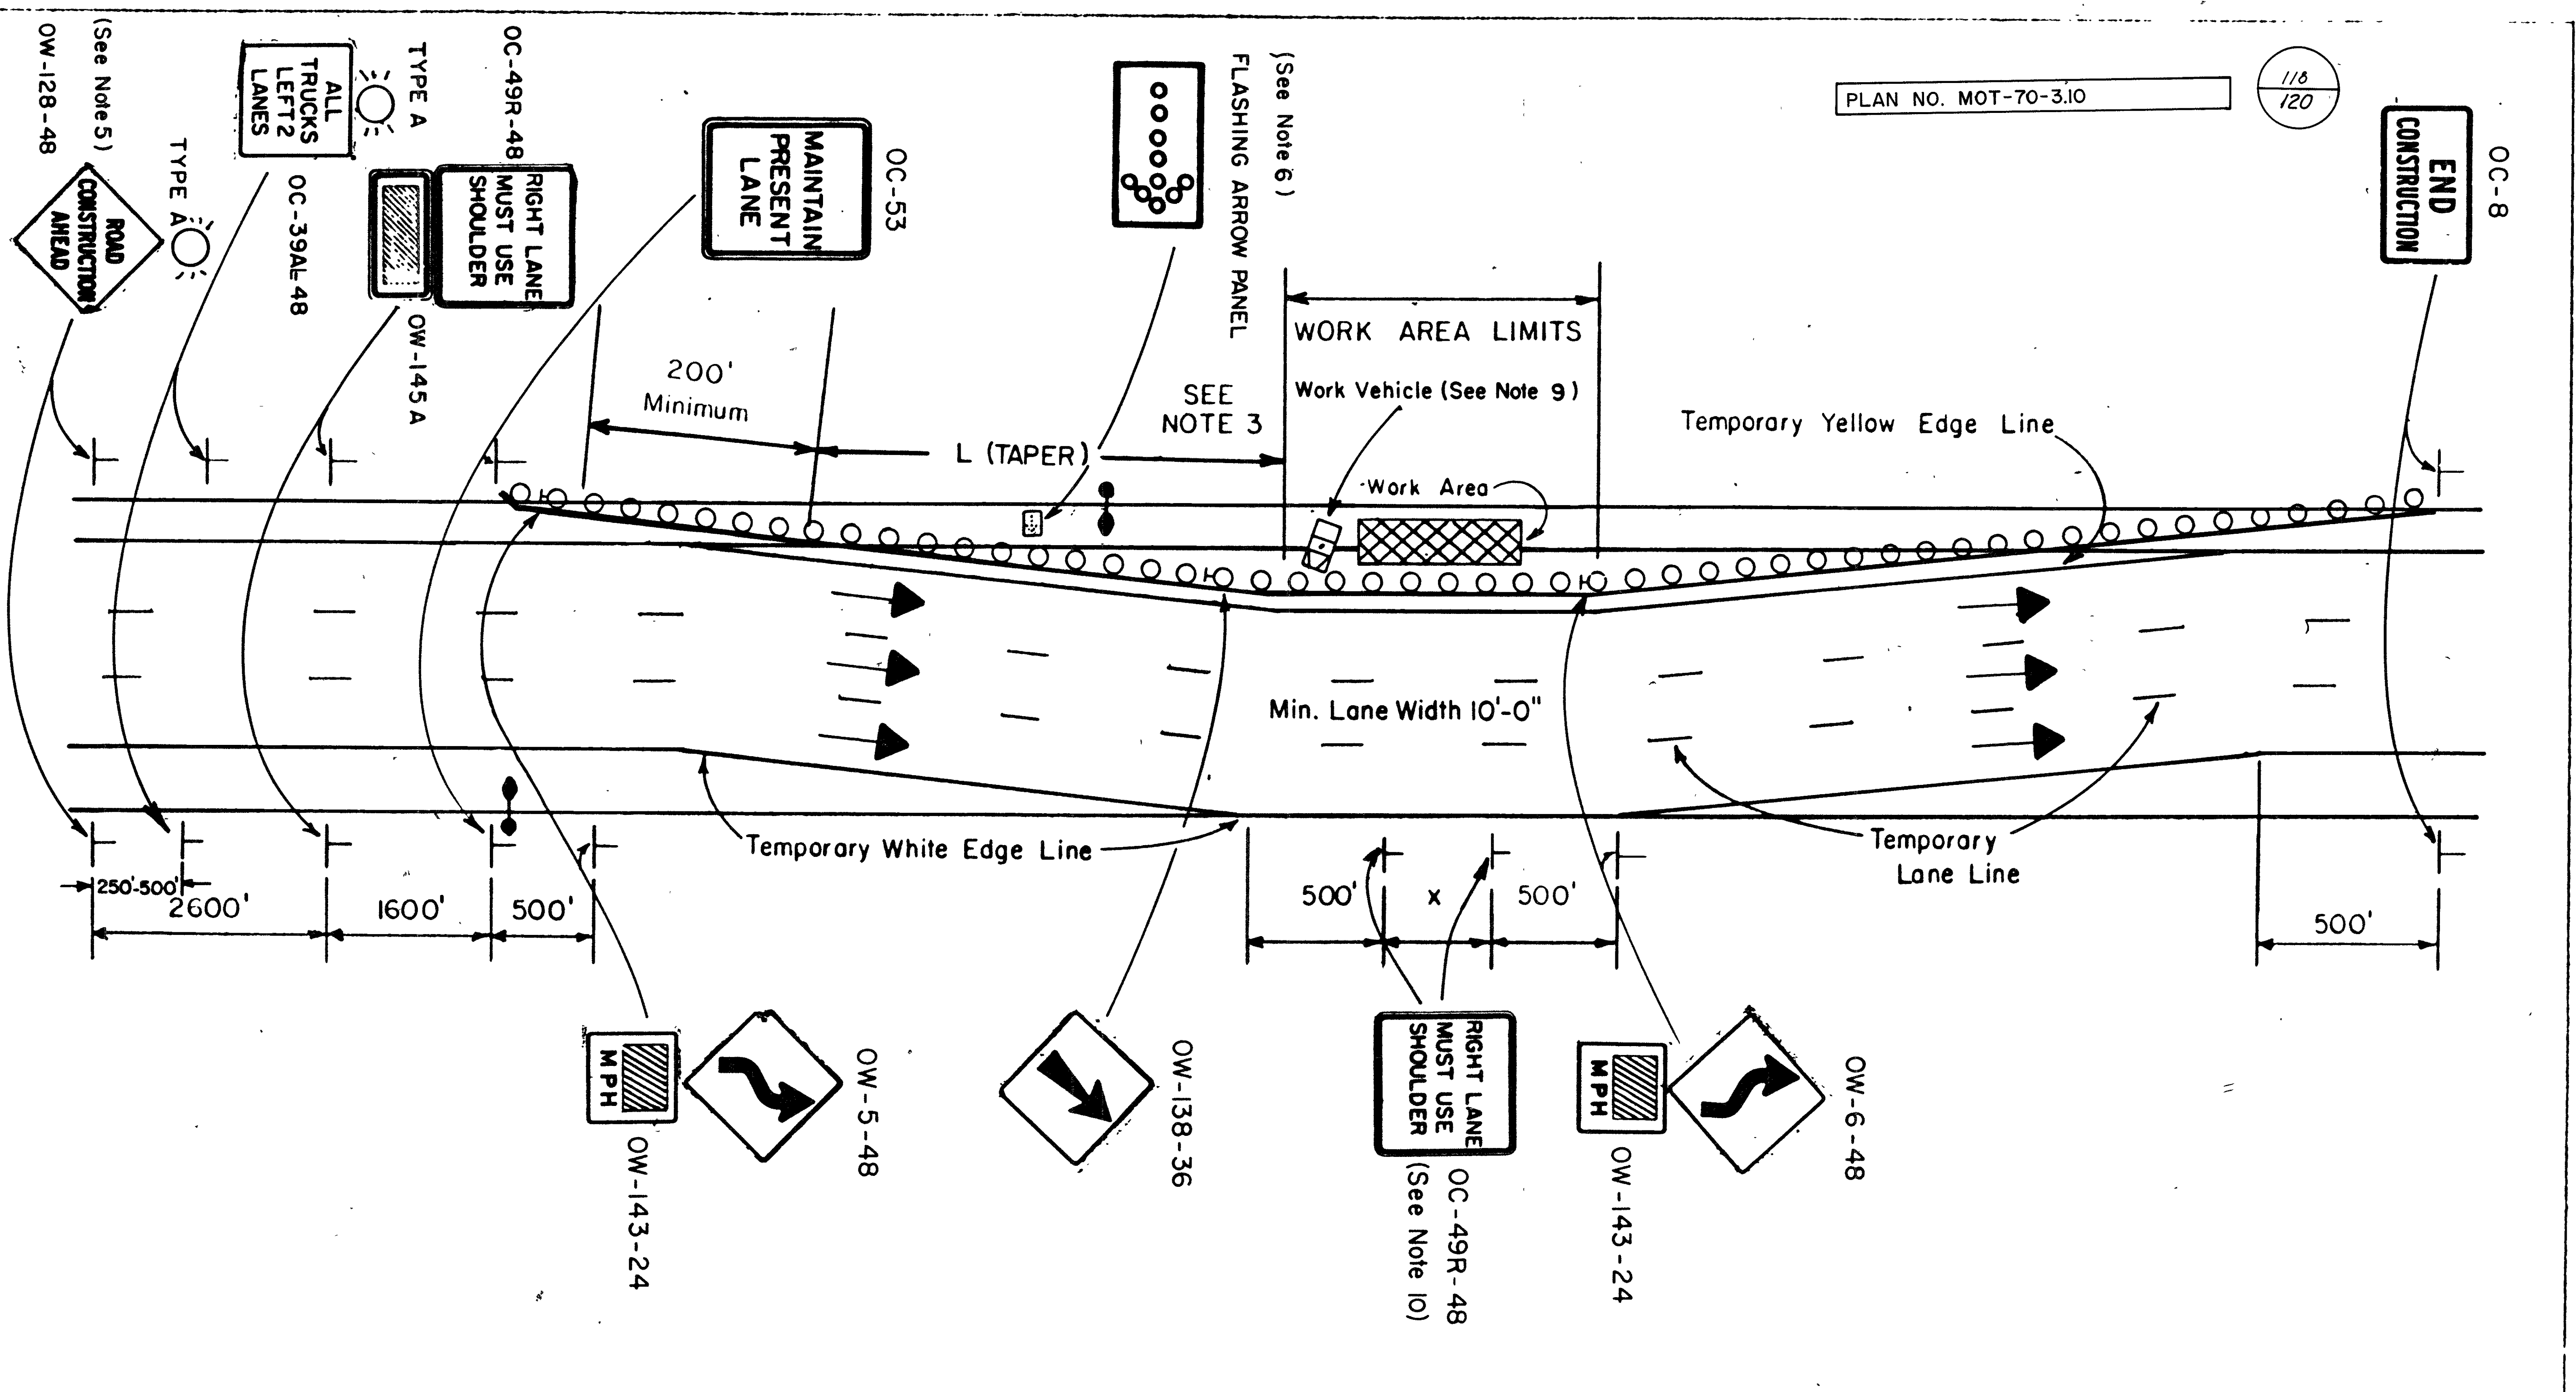 PLAN NO. MOT-70-3.10
118
120
OW-128-48
(See Note 5)
ROAD
CONSTRUCTION
AHEAD
TYPE A
ALL
TRUCKS
LEFT 2
LANES
OC-39AL-48
TYPE A
OC-49R-48
RIGHT LANE
MUST USE
SHOULDER
OW-145A
MAINTAIN
PRESENT
LANE
OC-53
FLASHING ARROW PANEL
(See Note 6)
END
CONSTRUCTION
OC-8
200'
Minimum
L (TAPER)
SEE
NOTE 3
WORK AREA LIMITS
Work Vehicle (See Note 9)
Work Area
Temporary Yellow Edge Line
Min. Lane Width 10'-0"
Temporary White Edge Line
Temporary
Lane Line
250'-500'
2600'
1600'
500'
500'
x
500'
500'
MPH
OW-143-24
OW-5-48
OW-138-36
RIGHT LANE
MUST USE
SHOULDER
OC-49R-48
(See Note 10)
MPH
OW-143-24
OW-6-48